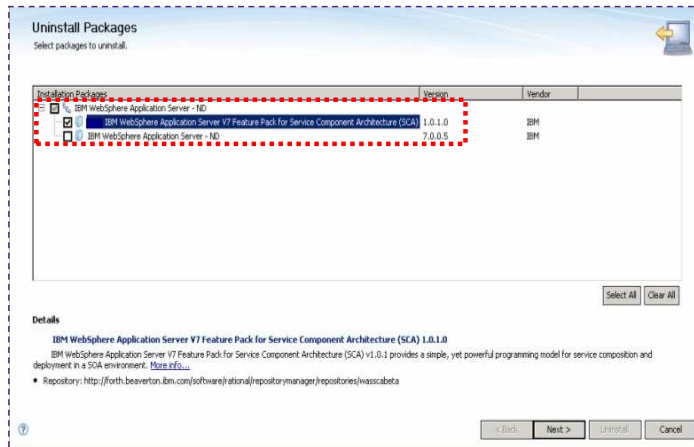 Uninstall Packages
Select packages to uninstall.
Installation Packages Version Vendor
IBM WebSphere Application Server - ND
IBM WebSphere Application Server V7 Feature Pack for Service Component Architecture (SCA) 1.0.1.0 IBM
IBM WebSphere Application Server - ND 7.0.0.5 IBM
Select All Clear All
Details
IBM WebSphere Application Server V7 Feature Pack for Service Component Architecture (SCA) 1.0.1.0
IBM WebSphere Application Server V7 Feature Pack for Service Component Architecture (SCA) v1.0.1 provides a simple, yet powerful programming model for service composition and
deployment in a SOA environment. More info...
• Repository: http://forth.beaverton.ibm.com/software/rational/repositorymanager/repositories/wasscabeta
? < Back Next > Uninstall Cancel